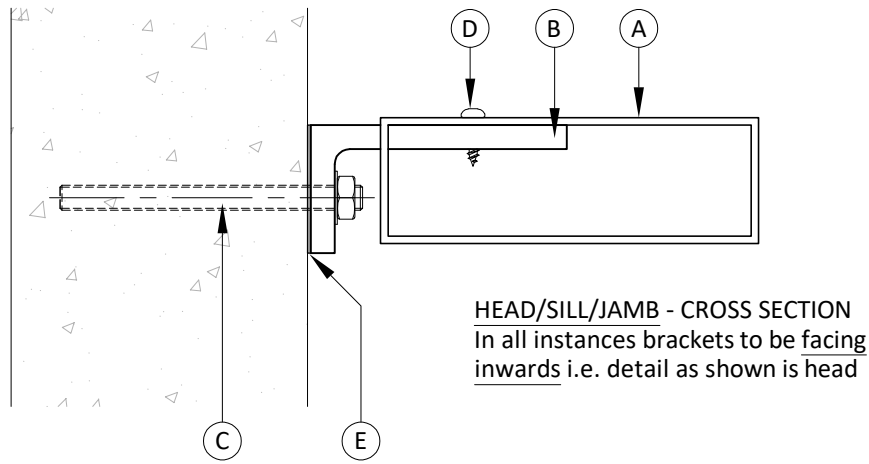 D
B
A
HEAD/SILL/JAMB - CROSS SECTION
In all instances brackets to be facing
inwards i.e. detail as shown is head
C
E